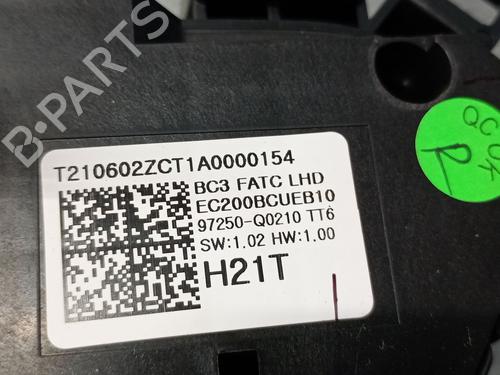 T210602ZCT1A0000154
BC3 FATC LHD
EC200BCUEB10
97250-Q0210 TT6
SW:1.02 HW:1.00
H21T
QC OK
R
B-PARTS